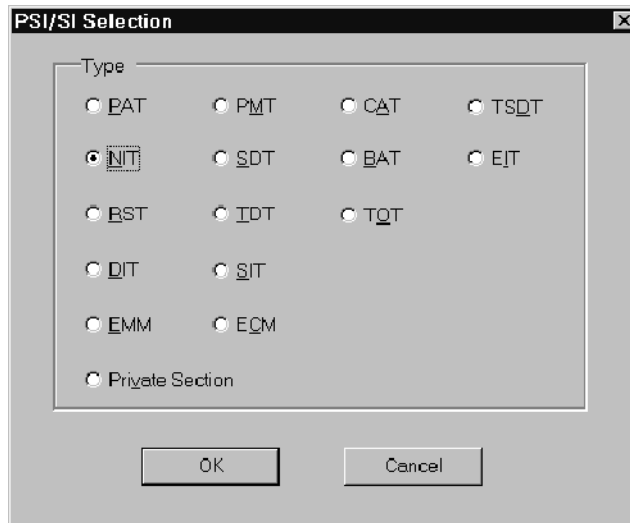 PSI/SI Selection
Type
PAT PMT CAT TSDT
NIT SDT BAT EIT
RST TDT TOT
DIT SIT
EMM ECM
Private Section
OK Cancel